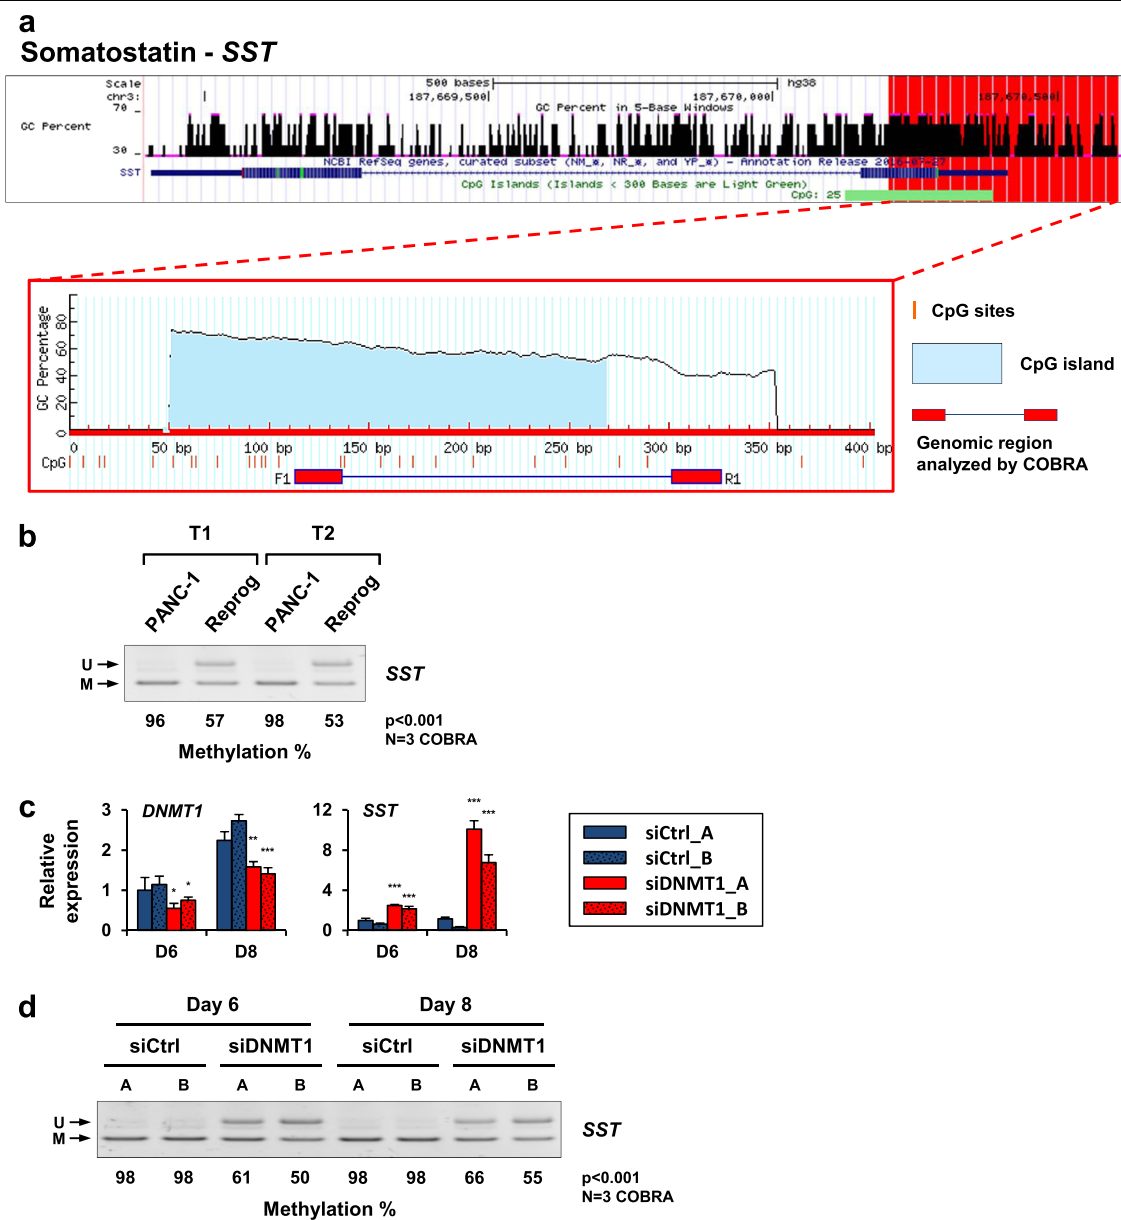 a
Somatostatin - SST
Scale 500 bases hg38
chr3: 187,669,500 187,670,000 187,670,500
70 GC Percent in 5-Base Windows
GC Percent
30
NCBI RefSeq genes, curated subset (NM_*, NR_*, and YP_*) - Annotation Release 2016-07-27
SST
CpG Islands (Islands < 300 Bases are Light Green)
CpG: 25
GC Percentage
80
60
40
20
0
0 50 bp 100 bp 150 bp 200 bp 250 bp 300 bp 350 bp 400 bp
CpG
F1 R1
CpG sites
CpG island
Genomic region
analyzed by COBRA
b
T1 T2
PANC-1 Reprog PANC-1 Reprog
U
M
SST
96 57 98 53
p<0.001
N=3 COBRA
Methylation %
c
Relative
expression
DNMT1
3
2
1
0
* * ** ***
D6 D8
SST
12
8
4
0
*** *** *** ***
D6 D8
siCtrl_A
siCtrl_B
siDNMT1_A
siDNMT1_B
d
Day 6 Day 8
siCtrl siDNMT1 siCtrl siDNMT1
A B A B A B A B
U
M
SST
98 98 61 50 98 98 66 55
p<0.001
N=3 COBRA
Methylation %